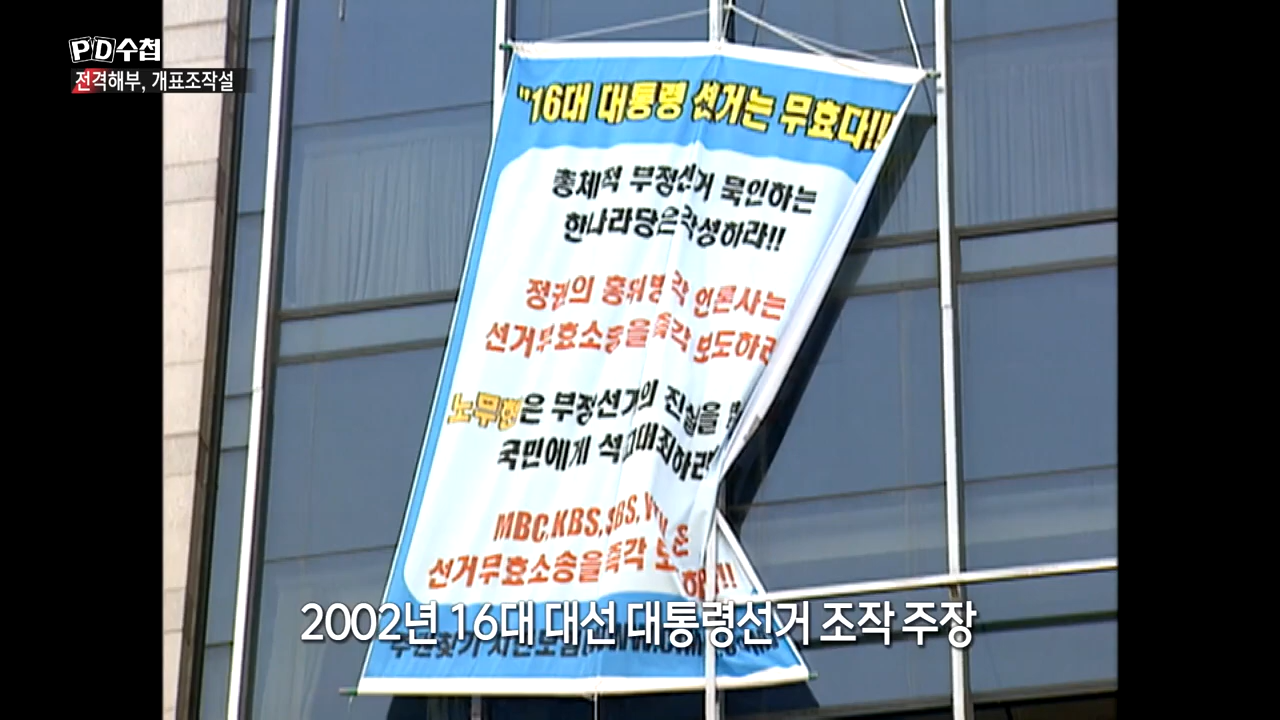 PD수첩
전격해부, 개표조작설
"16대 대통령 선거는 무효다!!
총체적 부정선거 묵인하는
한나라당은각성하라!!
정권의 홍위병 각 언론사는
선거무효소송을 즉각 보도하라
노무현은 부정선거의 진실을
국민에게 석고대죄하라
MBC,KBS,SBS,
선거무효소송을즉각
2002년 16대 대선 대통령선거 조작 주장